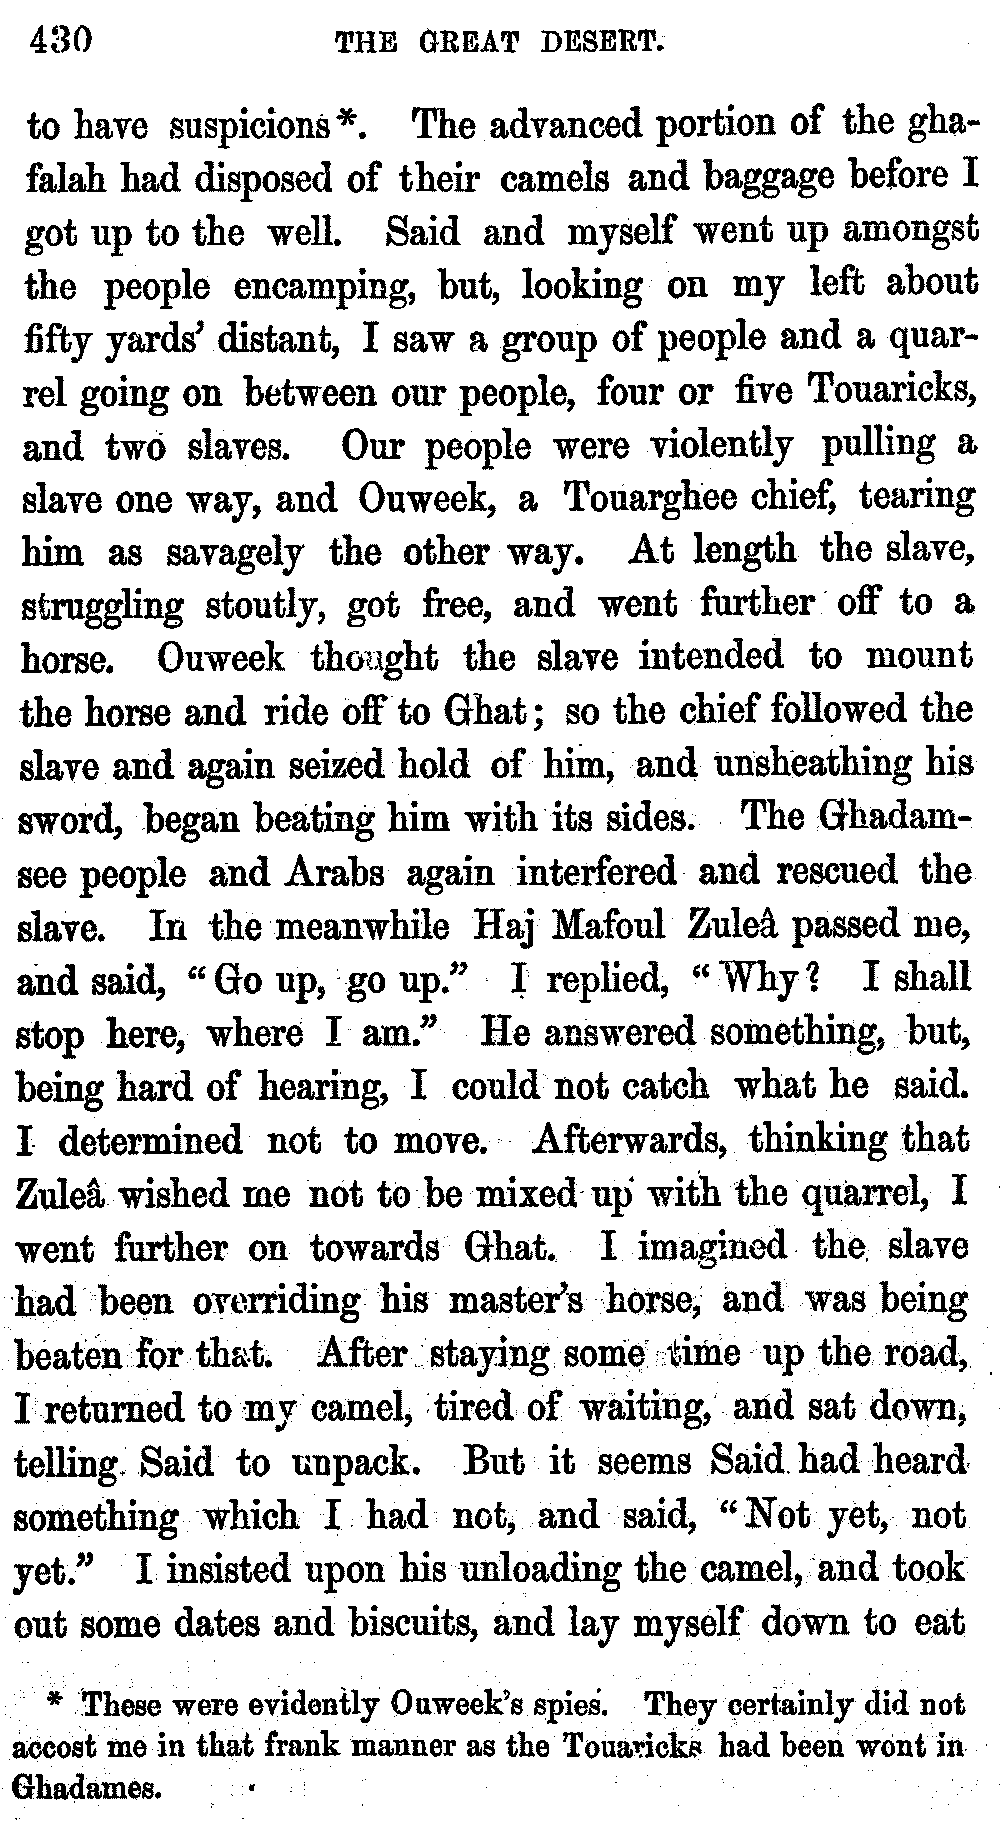 430 THE GREAT DESERT.
to have suspicions*. The advanced portion of the gha-
falah had disposed of their camels and baggage before I
got up to the well. Said and myself went up amongst
the people encamping, but, looking on my left about
fifty yards' distant, I saw a group of people and a quar-
rel going on between our people, four or five Touaricks,
and two slaves. Our people were violently pulling a
slave one way, and Ouweek, a Touarghee chief, tearing
him as savagely the other way. At length the slave,
struggling stoutly, got free, and went further off to a
horse. Ouweek thought the slave intended to mount
the horse and ride off to Ghat; so the chief followed the
slave and again seized hold of him, and unsheathing his
sword, began beating him with its sides. The Ghadam-
see people and Arabs again interfered and rescued the
slave. In the meanwhile Haj Mafoul Zuleâ passed me,
and said, "Go up, go up." I replied, "Why? I shall
stop here, where I am." He answered something, but,
being hard of hearing, I could not catch what he said.
I determined not to move. Afterwards, thinking that
Zuleâ wished me not to be mixed up with the quarrel, I
went further on towards Ghat. I imagined the slave
had been overriding his master's horse, and was being
beaten for that. After staying some time up the road,
I returned to my camel, tired of waiting, and sat down,
telling Said to unpack. But it seems Said had heard
something which I had not, and said, "Not yet, not
yet." I insisted upon his unloading the camel, and took
out some dates and biscuits, and lay myself down to eat
* These were evidently Ouweek's spies. They certainly did not
accost me in that frank manner as the Touaricks had been wont in
Ghadames.